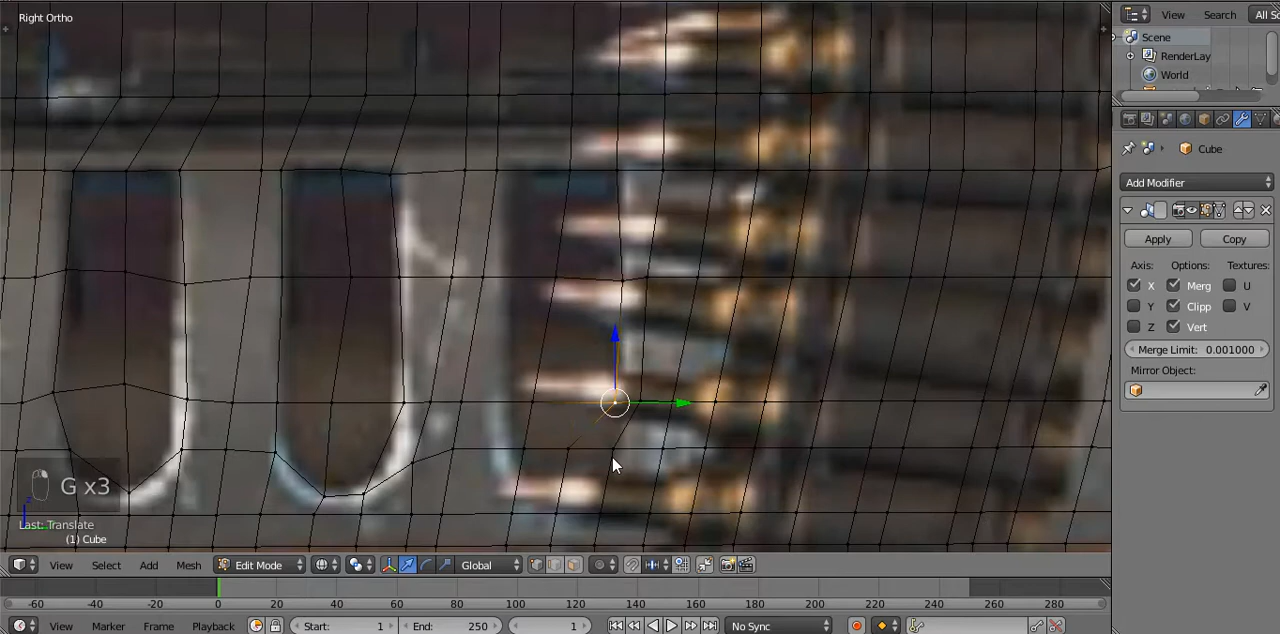 Right Ortho
G x3
Last: Translate
(1) Cube
View Select Add Mesh Edit Mode Global
-60 -40 -20 0 20 40 60 80 100 120 140 160 180 200 220 240 260 280
View Marker Frame Playback Start: 1 End: 250 1 No Sync
View Search All S
Scene
RenderLay
World
Cube
Add Modifier
Apply Copy
Axis: Options: Textures:
X Merg U
Y Clipp V
Z Vert
Merge Limit: 0.001000
Mirror Object: